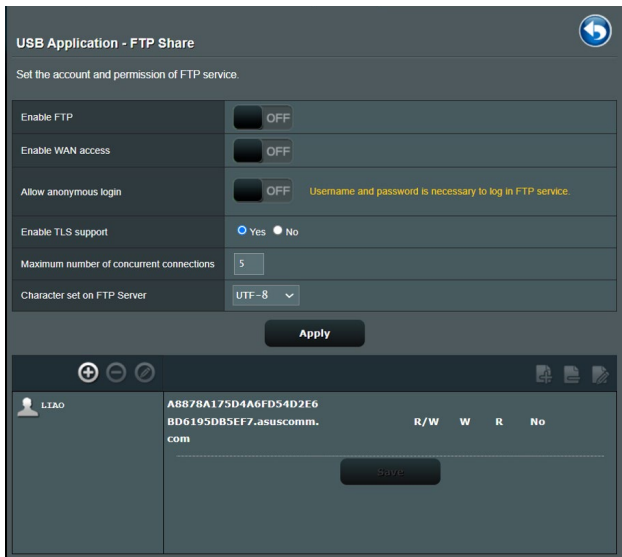 USB Application - FTP Share
Set the account and permission of FTP service.
Enable FTP
OFF
Enable WAN access
OFF
Allow anonymous login
OFF
Username and password is necessary to log in FTP service.
Enable TLS support
Yes No
Maximum number of concurrent connections
5
Character set on FTP Server
UTF-8
Apply
LIAO
A8878A175D4A6FD54D2E6
BD6195DB5EF7.asuscomm.
com
R/W W R No
Save